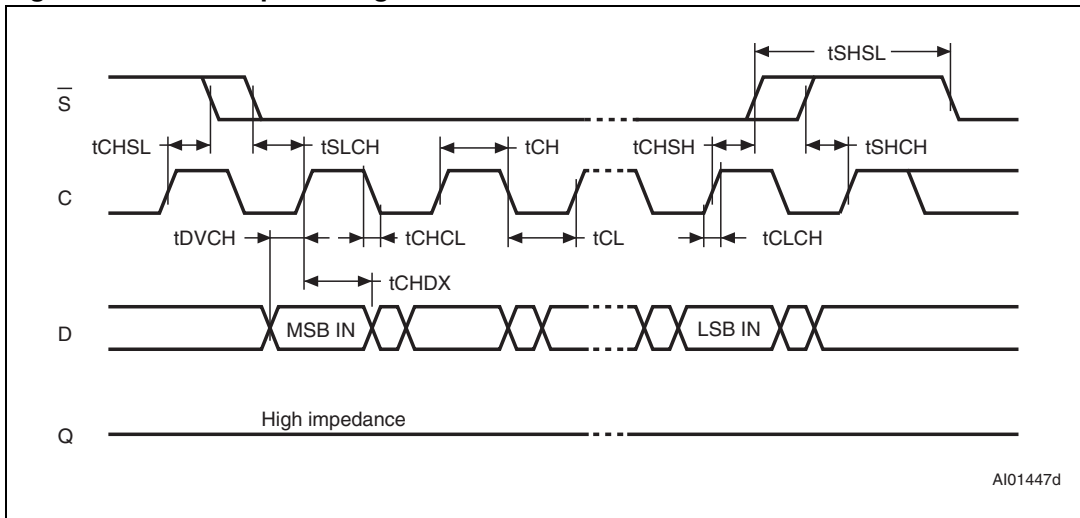 tSHSL
S
tCHSL
tSLCH
tCH
tCHSH
tSHCH
C
tDVCH
tCHCL
tCL
tCLCH
tCHDX
D
MSB IN
LSB IN
High impedance
Q
AI01447d